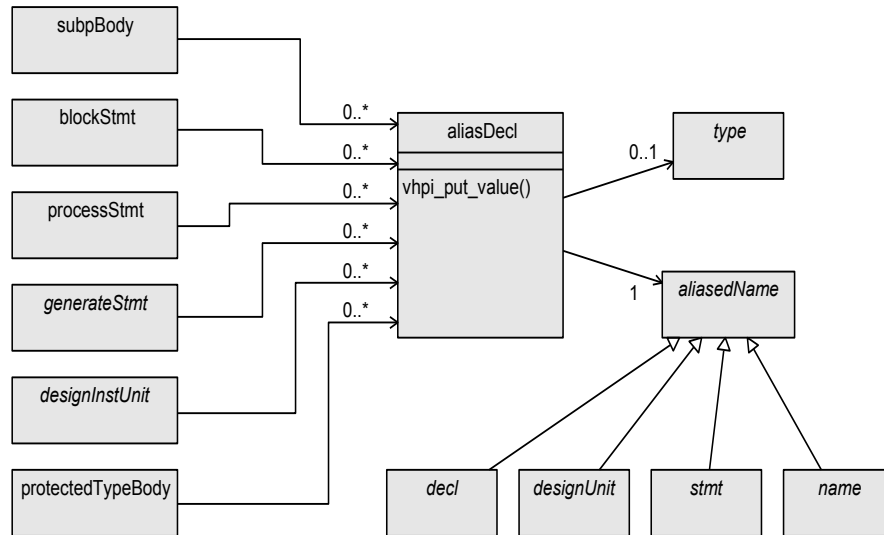 subpBody
blockStmt
processStmt
generateStmt
designInstUnit
protectedTypeBody
0..*
0..*
0..*
0..*
0..*
0..*
aliasDecl
vhpi_put_value()
0..1
type
1
aliasedName
decl
designUnit
stmt
name